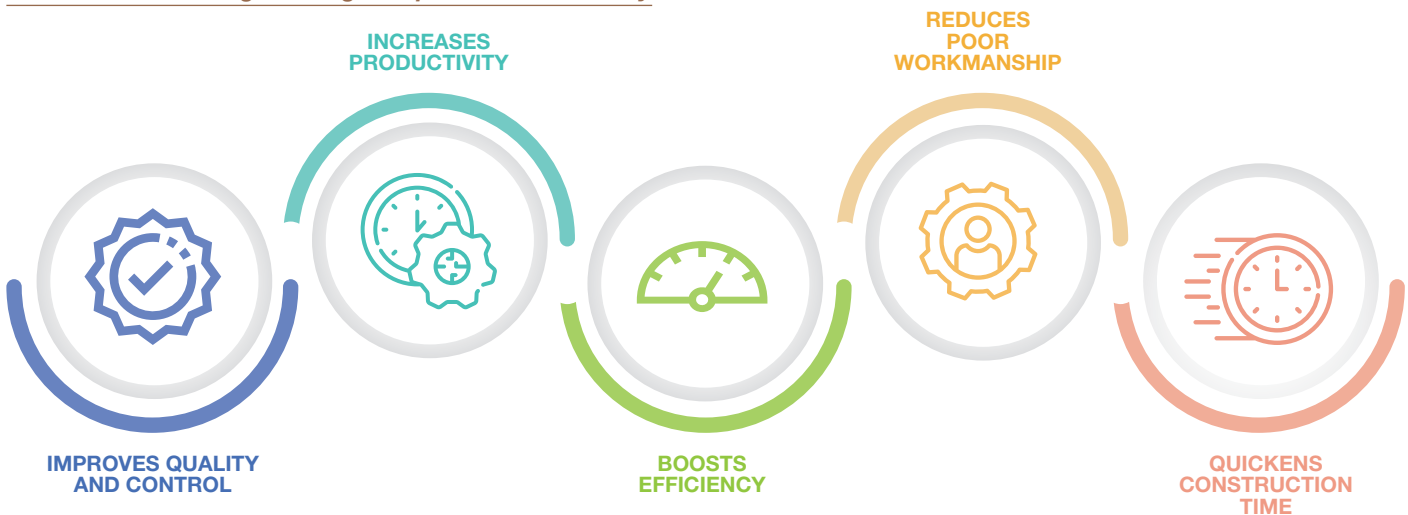 INCREASES
PRODUCTIVITY
REDUCES
POOR
WORKMANSHIP
IMPROVES QUALITY
AND CONTROL
BOOSTS
EFFICIENCY
QUICKENS
CONSTRUCTION
TIME